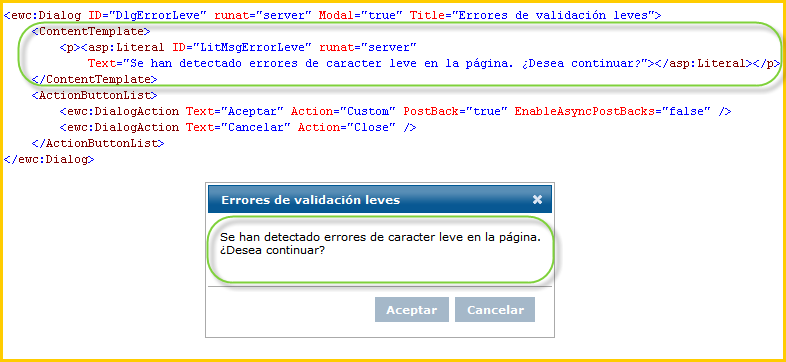 <ewc:Dialog ID="DlgErrorLeve" runat="server" Modal="true" Title="Errores de validación leves">
<ContentTemplate>
<p><asp:Literal ID="LitMsgErrorLeve" runat="server"
Text="Se han detectado errores de caracter leve en la página. ¿Desea continuar?"></asp:Literal></p>
</ContentTemplate>
<ActionButtonList>
<ewc:DialogAction Text="Aceptar" Action="Custom" PostBack="true" EnableAsyncPostBacks="false" />
<ewc:DialogAction Text="Cancelar" Action="Close" />
</ActionButtonList>
</ewc:Dialog>
Errores de validación leves
Se han detectado errores de caracter leve en la página.
¿Desea continuar?
Aceptar Cancelar